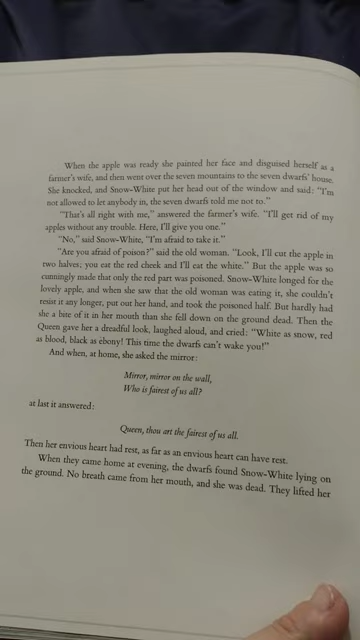 When the apple was ready she painted her face and disguised herself as a
farmer's wife, and then went over the seven mountains to the seven dwarfs' house.
She knocked, and Snow-White put her head out of the window and said: "I'm
not allowed to let anybody in, the seven dwarfs told me not to."
"That's all right with me," answered the farmer's wife. "I'll get rid of my
apples without any trouble. Here, I'll give you one."
"No," said Snow-White, "I'm afraid to take it."
"Are you afraid of poison?" said the old woman. "Look, I'll cut the apple in
two halves; you eat the red cheek and I'll eat the white." But the apple was so
cunningly made that only the red part was poisoned. Snow-White longed for the
lovely apple, and when she saw that the old woman was eating it, she couldn't
resist it any longer, put out her hand, and took the poisoned half. But hardly had
she a bite of it in her mouth than she fell down on the ground dead. Then the
Queen gave her a dreadful look, laughed aloud, and cried: "White as snow, red
as blood, black as ebony! This time the dwarfs can't wake you!"
And when, at home, she asked the mirror:
Mirror, mirror on the wall,
Who is fairest of us all?
at last it answered:
Queen, thou art the fairest of us all.
Then her envious heart had rest, as far as an envious heart can have rest.
When they came home at evening, the dwarfs found Snow-White lying on
the ground. No breath came from her mouth, and she was dead. They lifted her